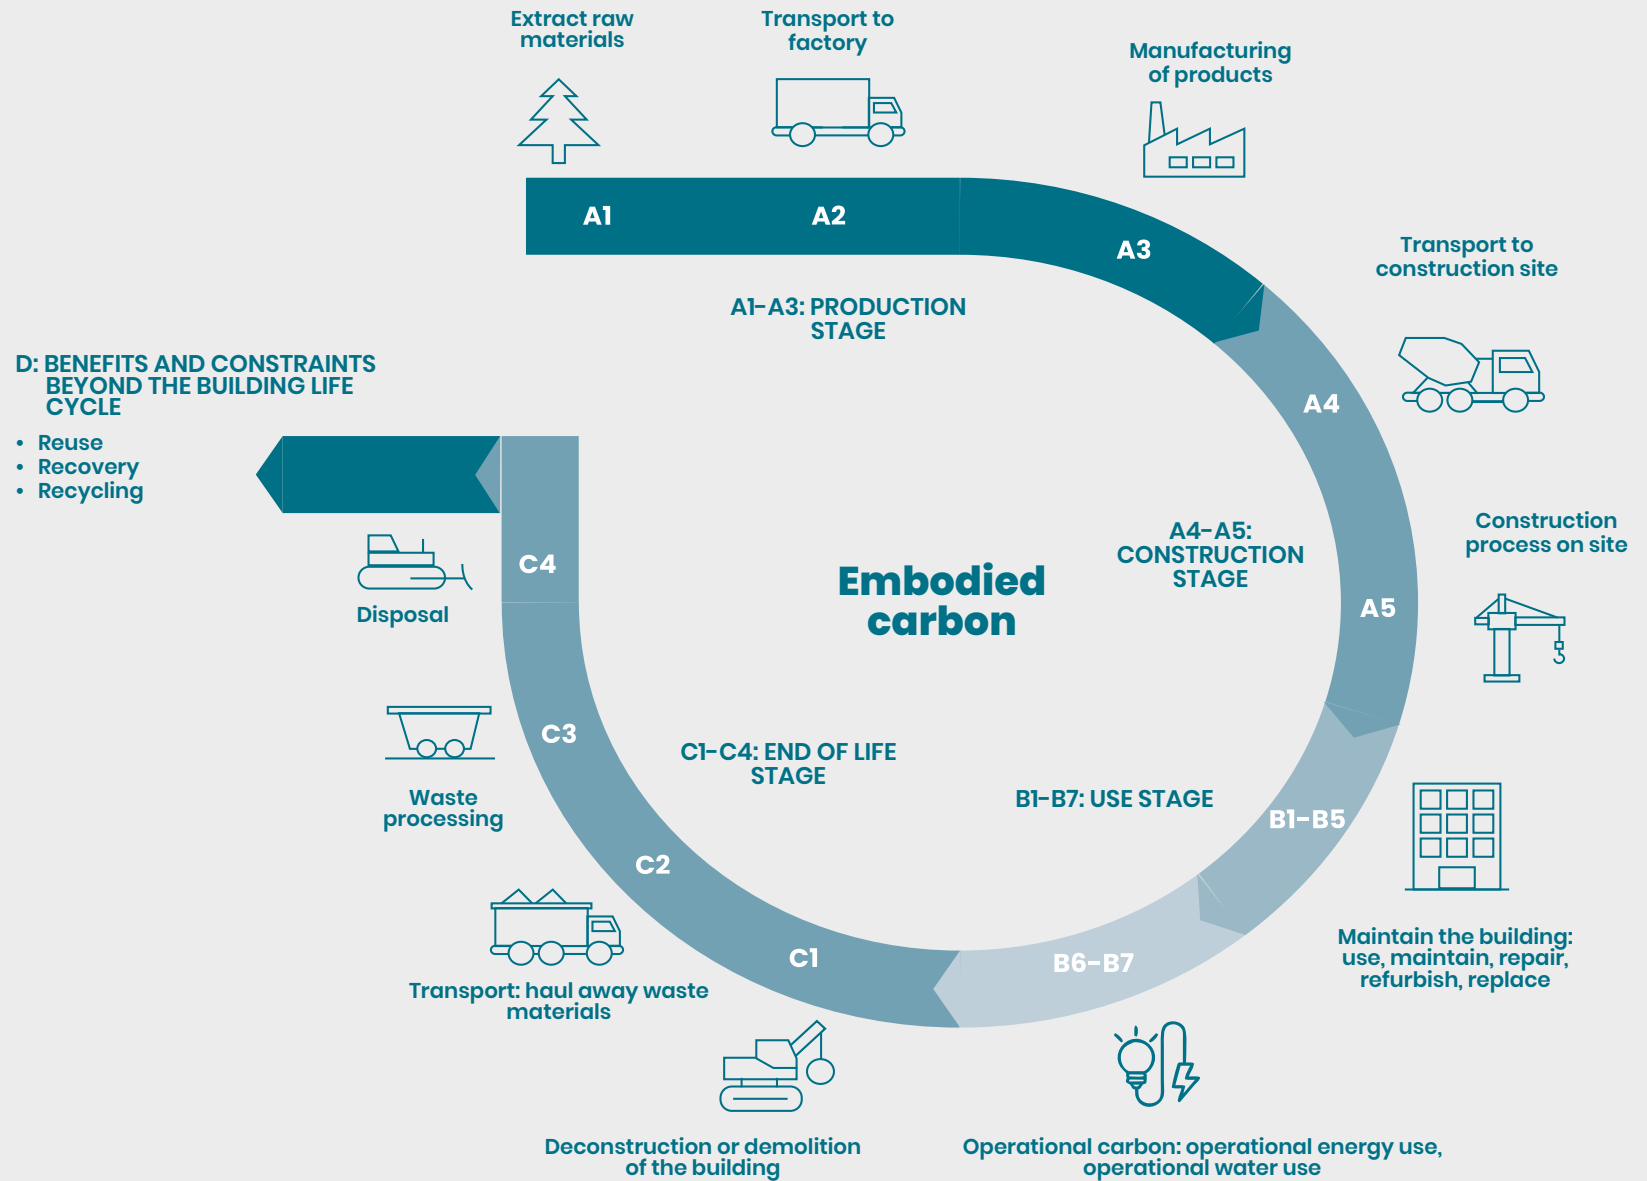 Extract raw
materials
Transport to
factory
Manufacturing
of products
A1
A2
A3
Transport to
construction site
A1-A3: PRODUCTION
STAGE
A4
D: BENEFITS AND CONSTRAINTS
BEYOND THE BUILDING LIFE
CYCLE
• Reuse
• Recovery
• Recycling
Construction
process on site
A4-A5:
CONSTRUCTION
STAGE
A5
Embodied
carbon
C4
Disposal
C3
Waste
processing
C1-C4: END OF LIFE
STAGE
B1-B7: USE STAGE
B1-B5
Maintain the building:
use, maintain, repair,
refurbish, replace
C2
Transport: haul away waste
materials
C1
B6-B7
Deconstruction or demolition
of the building
Operational carbon: operational energy use,
operational water use